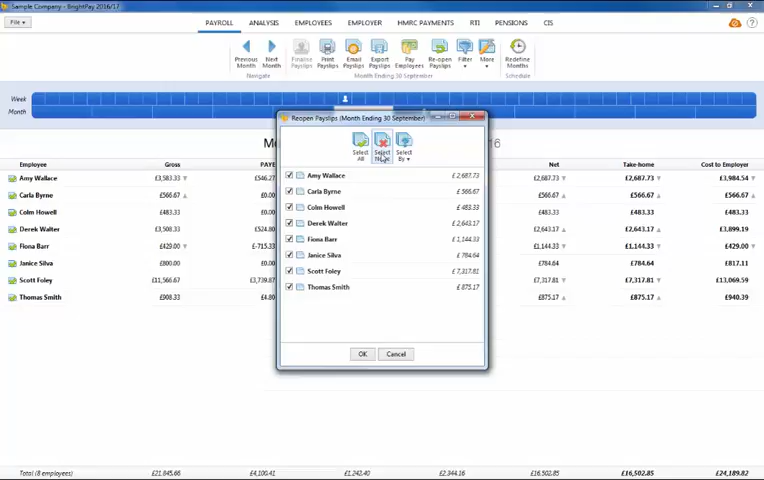 Sample Company - BrightPay 2016/17
File
PAYROLL ANALYSIS EMPLOYEES EMPLOYER HMRC PAYMENTS RTI PENSIONS CIS
Previous Month
Next Month
Finalise Payslips
Print Payslips
Email Payslips
Export Payslips
Pay Employees
Re-open Payslips
Filter
More
Redefine Months
Navigate Month Ending 30 September Schedule
Week
Month
Reopen Payslips (Month Ending 30 September)
Select All
Select None
Select By
Amy Wallace £ 2,687.73
Carla Byrne £ 566.67
Colm Howell £ 483.33
Derek Walter £ 2,643.17
Fiona Barr £ 1,144.33
Janice Silva £ 784.64
Scott Foley £ 7,317.81
Thomas Smith £ 875.17
OK Cancel
Employee Gross PAYE Net Take-home Cost to Employer
Amy Wallace £3,583.33 £546.27 £2,687.73 £2,687.73 £3,984.54
Carla Byrne £566.67 £0.00 £566.67 £566.67 £566.67
Colm Howell £483.33 £0.00 £483.33 £483.33 £483.33
Derek Walter £3,508.33 £524.80 £2,643.17 £2,643.17 £3,899.19
Fiona Barr £429.00 £-715.33 £1,144.33 £1,144.33 £429.00
Janice Silva £800.00 £0.00 £784.64 £784.64 £817.11
Scott Foley £11,566.67 £3,739.87 £7,317.81 £7,317.81 £13,069.59
Thomas Smith £908.33 £4.80 £875.17 £875.17 £940.39
Total (8 employees) £21,845.66 £4,100.41 £1,242.40 £2,344.16 £16,502.85 £16,502.85 £24,189.82